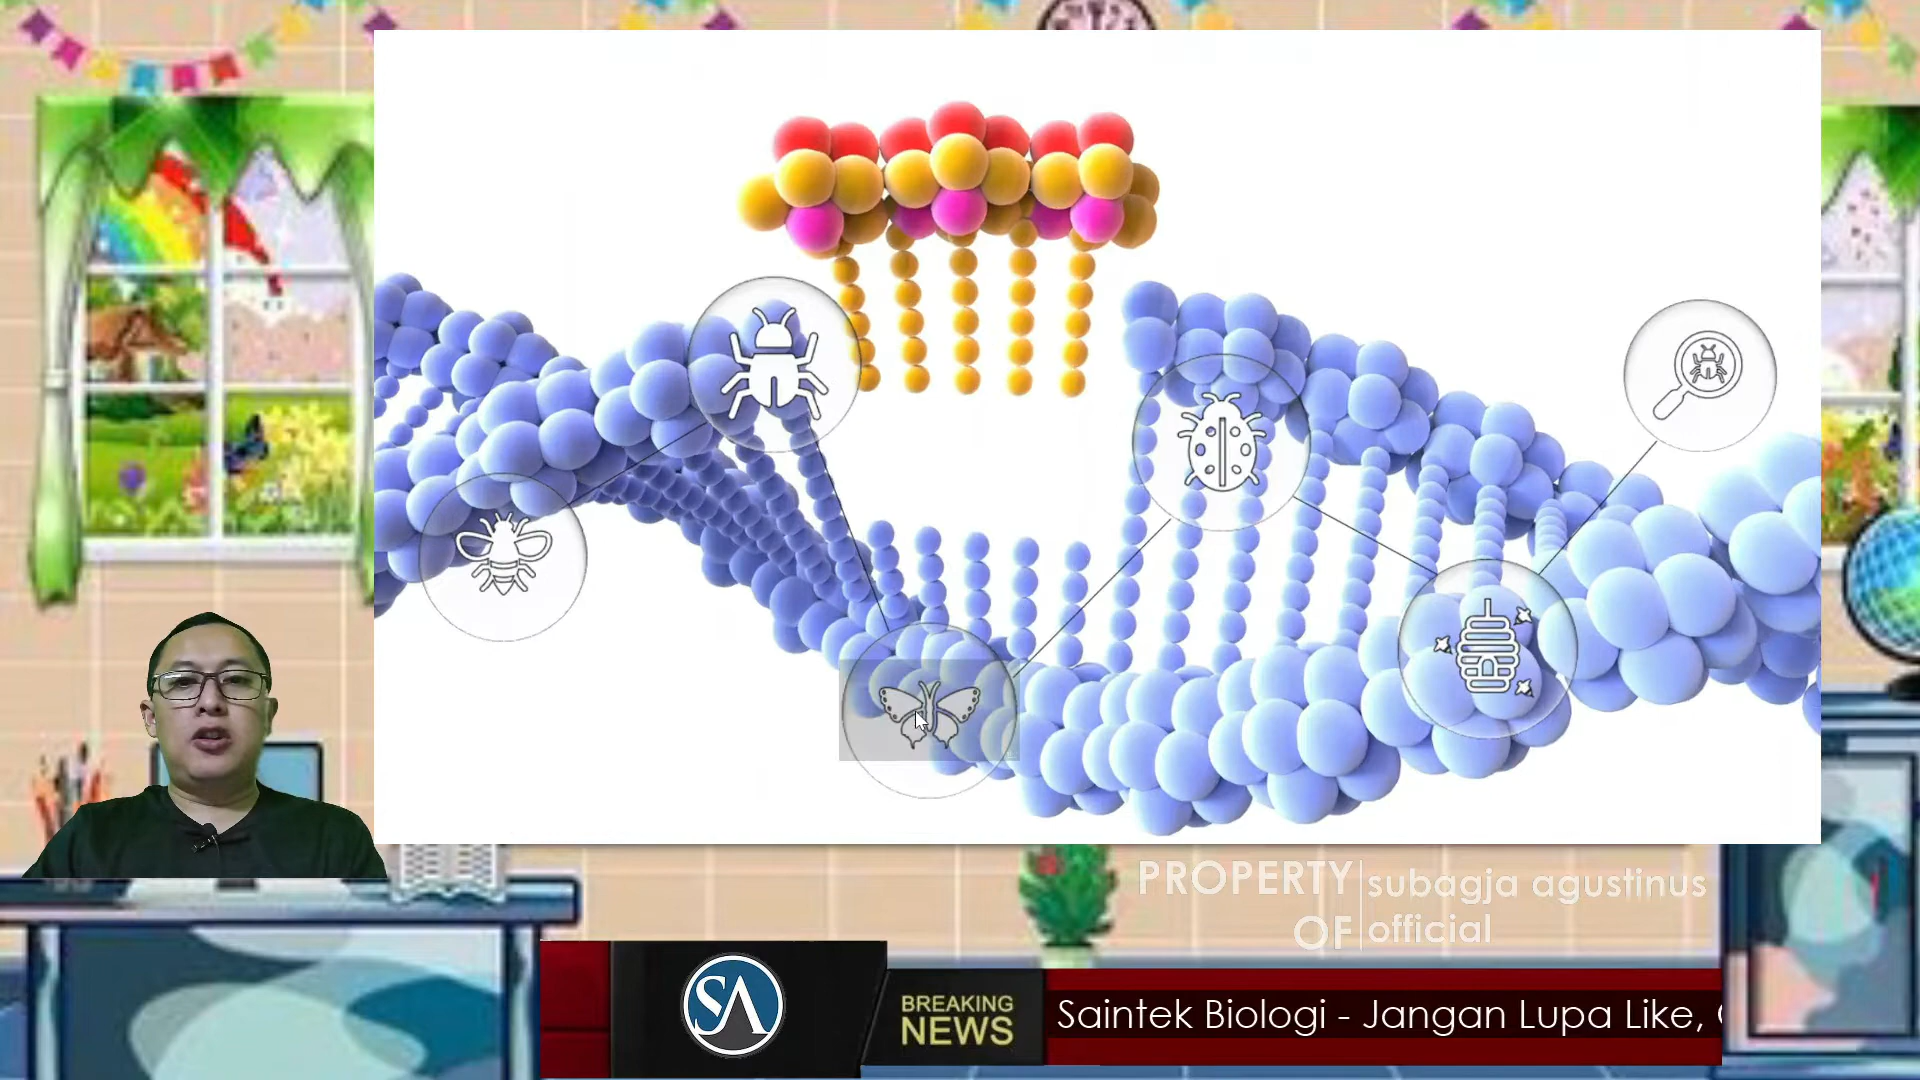 PROPERTY OF
subagja agustinus official
SA
BREAKING NEWS
Saintek Biologi - Jangan Lupa Like,